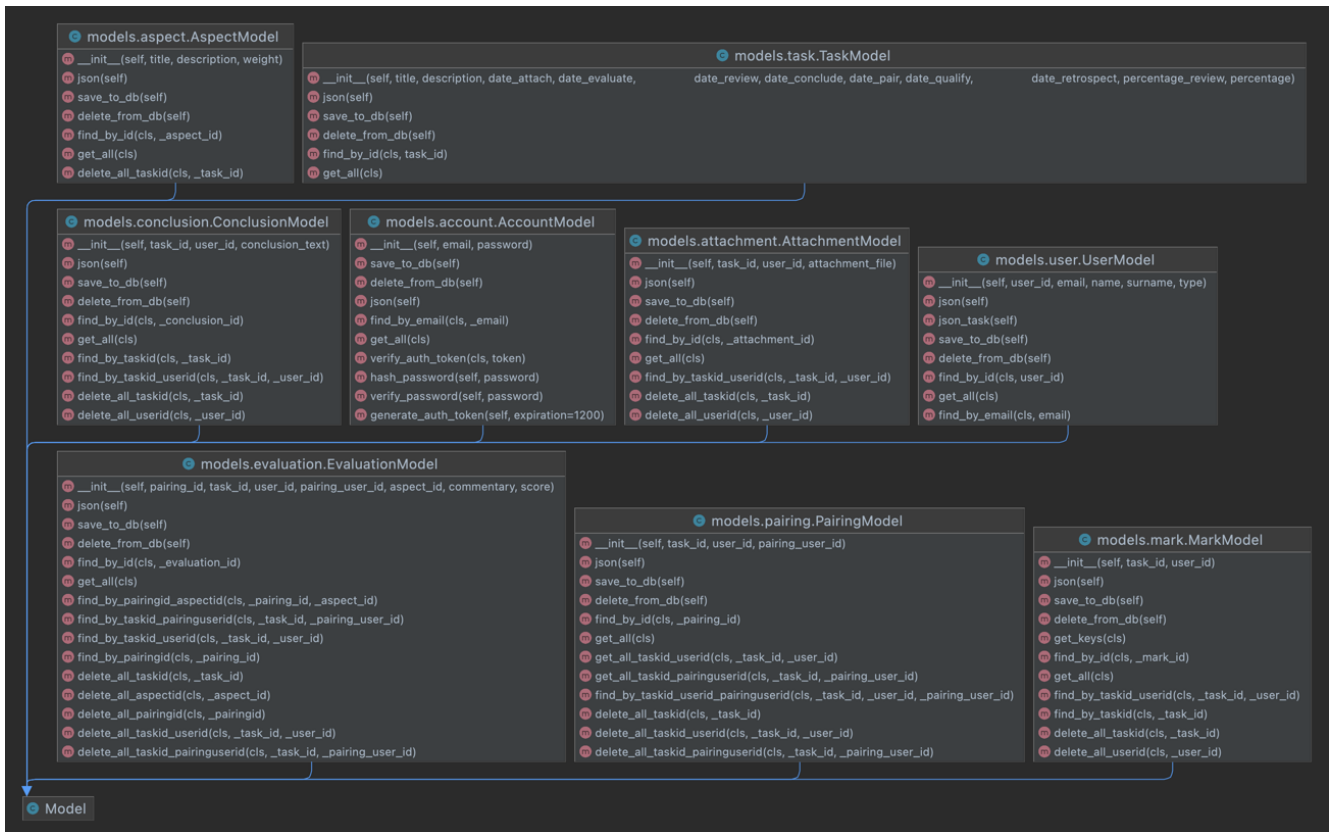 models.aspect.AspectModel
__init__(self, title, description, weight)
json(self)
save_to_db(self)
delete_from_db(self)
find_by_id(cls, _aspect_id)
get_all(cls)
delete_all_taskid(cls, _task_id)
models.task.TaskModel
__init__(self, title, description, date_attach, date_evaluate, date_review, date_conclude, date_pair, date_qualify, date_retrospect, percentage_review, percentage)
json(self)
save_to_db(self)
delete_from_db(self)
find_by_id(cls, task_id)
get_all(cls)
models.conclusion.ConclusionModel
__init__(self, task_id, user_id, conclusion_text)
json(self)
save_to_db(self)
delete_from_db(self)
find_by_id(cls, _conclusion_id)
get_all(cls)
find_by_taskid(cls, _task_id)
find_by_taskid_userid(cls, _task_id, _user_id)
delete_all_taskid(cls, _task_id)
delete_all_userid(cls, _user_id)
models.account.AccountModel
__init__(self, email, password)
save_to_db(self)
delete_from_db(self)
json(self)
find_by_email(cls, _email)
get_all(cls)
verify_auth_token(cls, token)
hash_password(self, password)
verify_password(self, password)
generate_auth_token(self, expiration=1200)
models.attachment.AttachmentModel
__init__(self, task_id, user_id, attachment_file)
json(self)
save_to_db(self)
delete_from_db(self)
find_by_id(cls, _attachment_id)
get_all(cls)
find_by_taskid_userid(cls, _task_id, _user_id)
delete_all_taskid(cls, _task_id)
delete_all_userid(cls, _user_id)
models.user.UserModel
__init__(self, user_id, email, name, surname, type)
json(self)
json_task(self)
save_to_db(self)
delete_from_db(self)
find_by_id(cls, user_id)
get_all(cls)
find_by_email(cls, email)
models.evaluation.EvaluationModel
__init__(self, pairing_id, task_id, user_id, pairing_user_id, aspect_id, commentary, score)
json(self)
save_to_db(self)
delete_from_db(self)
find_by_id(cls, _evaluation_id)
get_all(cls)
find_by_pairingid_aspectid(cls, _pairing_id, _aspect_id)
find_by_taskid_pairinguserid(cls, _task_id, _pairing_user_id)
find_by_taskid_userid(cls, _task_id, _user_id)
find_by_pairingid(cls, _pairing_id)
delete_all_taskid(cls, _task_id)
delete_all_aspectid(cls, _aspect_id)
delete_all_pairingid(cls, _pairingid)
delete_all_taskid_userid(cls, _task_id, _user_id)
delete_all_taskid_pairinguserid(cls, _task_id, _pairing_user_id)
models.pairing.PairingModel
__init__(self, task_id, user_id, pairing_user_id)
json(self)
save_to_db(self)
delete_from_db(self)
find_by_id(cls, _pairing_id)
get_all(cls)
get_all_taskid_userid(cls, _task_id, _user_id)
get_all_taskid_pairinguserid(cls, _task_id, _pairing_user_id)
find_by_taskid_userid_pairinguserid(cls, _task_id, _user_id, _pairing_user_id)
delete_all_taskid(cls, _task_id)
delete_all_taskid_userid(cls, _task_id, _user_id)
delete_all_taskid_pairinguserid(cls, _task_id, _pairing_user_id)
models.mark.MarkModel
__init__(self, task_id, user_id)
json(self)
save_to_db(self)
delete_from_db(self)
get_keys(cls)
find_by_id(cls, _mark_id)
get_all(cls)
find_by_taskid_userid(cls, _task_id, _user_id)
find_by_taskid(cls, _task_id)
delete_all_taskid(cls, _task_id)
delete_all_userid(cls, _user_id)
Model